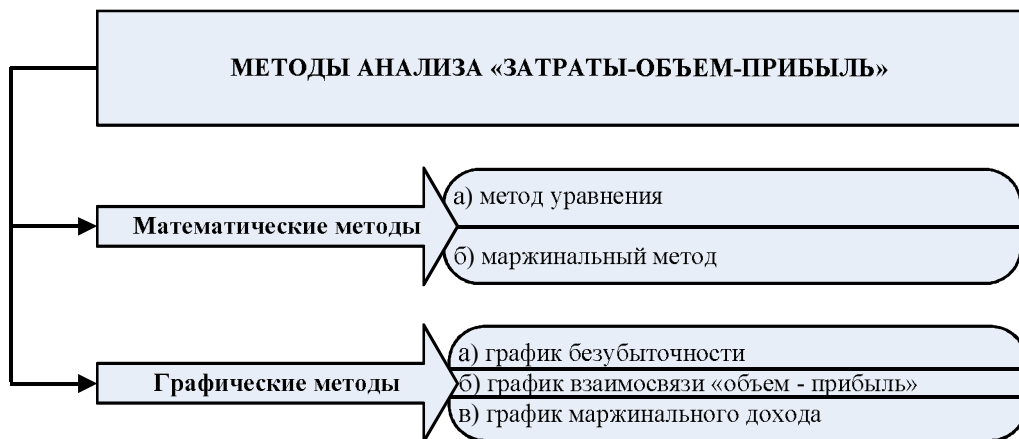 МЕТОДЫ АНАЛИЗА «ЗАТРАТЫ-ОБЪЕМ-ПРИБЫЛЬ»
Математические методы
а) метод уравнения
б) маржинальный метод
Графические методы
а) график безубыточности
б) график взаимосвязи «объем - прибыль»
в) график маржинального дохода